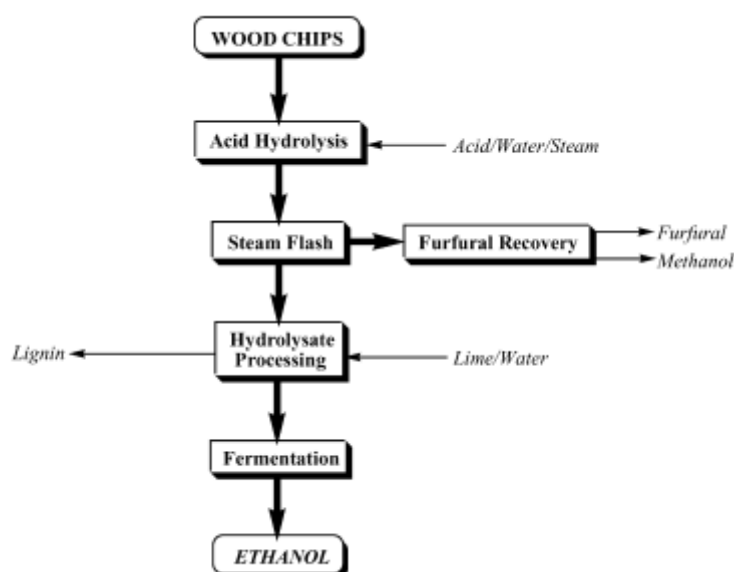 WOOD CHIPS
Acid Hydrolysis
Acid/Water/Steam
Steam Flash
Furfural Recovery
Furfural
Methanol
Hydrolysate
Processing
Lignin
Lime/Water
Fermentation
ETHANOL